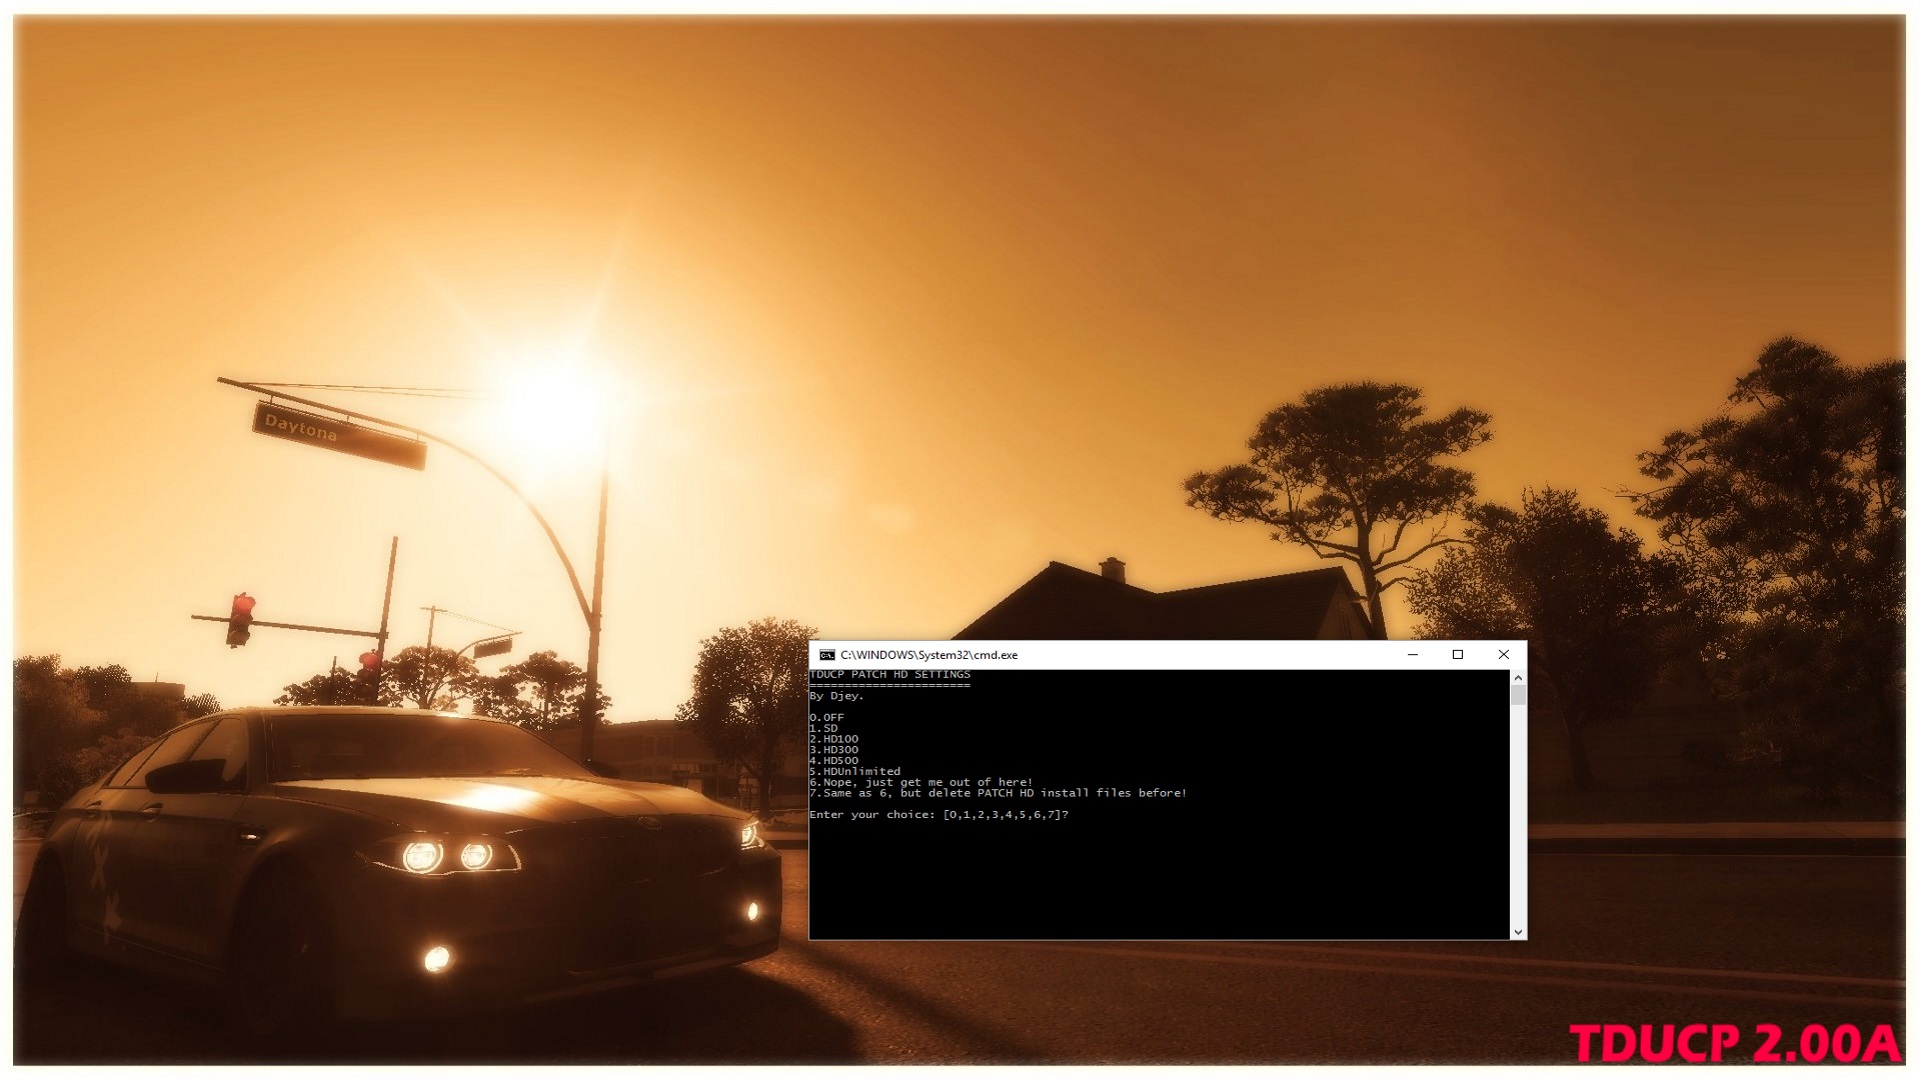 Daytona
C:\WINDOWS\System32\cmd.exe
TDUCP PATCH HD SETTINGS
=======================
By Djey.
0.OFF
1.SD
2.HD100
3.HD300
4.HD500
5.HDUnlimited
6.Nope, just get me out of here!
7.Same as 6, but delete PATCH HD install files before!
Enter your choice: [0,1,2,3,4,5,6,7]?
TDUCP 2.00A